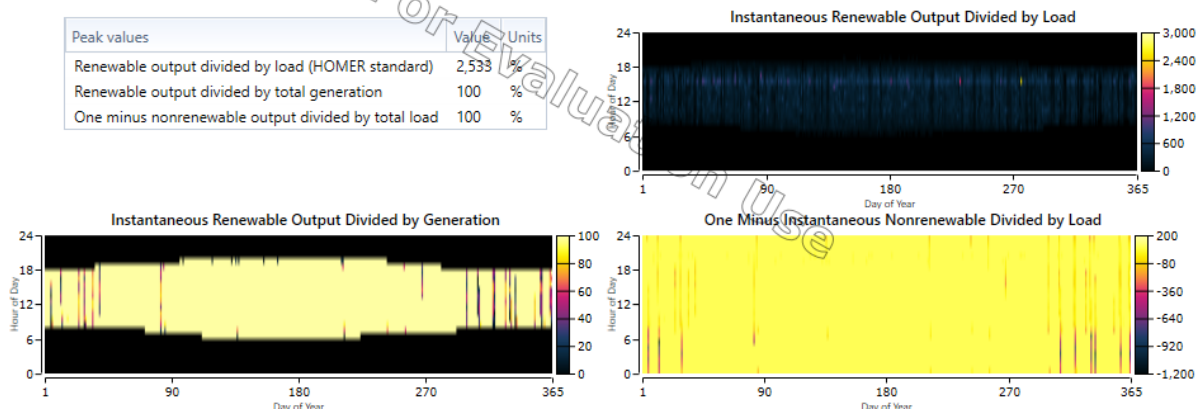 Peak values Value Units
Renewable output divided by load (HOMER standard) 2,533 %
Renewable output divided by total generation 100 %
One minus nonrenewable output divided by total load 100 %
For Evaluation Use
Instantaneous Renewable Output Divided by Load
Hour of Day
24
18
12
6
0
1 90 180 270 365
Day of Year
3,000
2,400
1,800
1,200
600
0
Instantaneous Renewable Output Divided by Generation
Hour of Day
24
18
12
6
0
1 90 180 270 365
Day of Year
100
80
60
40
20
0
One Minus Instantaneous Nonrenewable Divided by Load
Hour of Day
24
18
12
6
0
1 90 180 270 365
Day of Year
200
-80
-360
-640
-920
-1,200